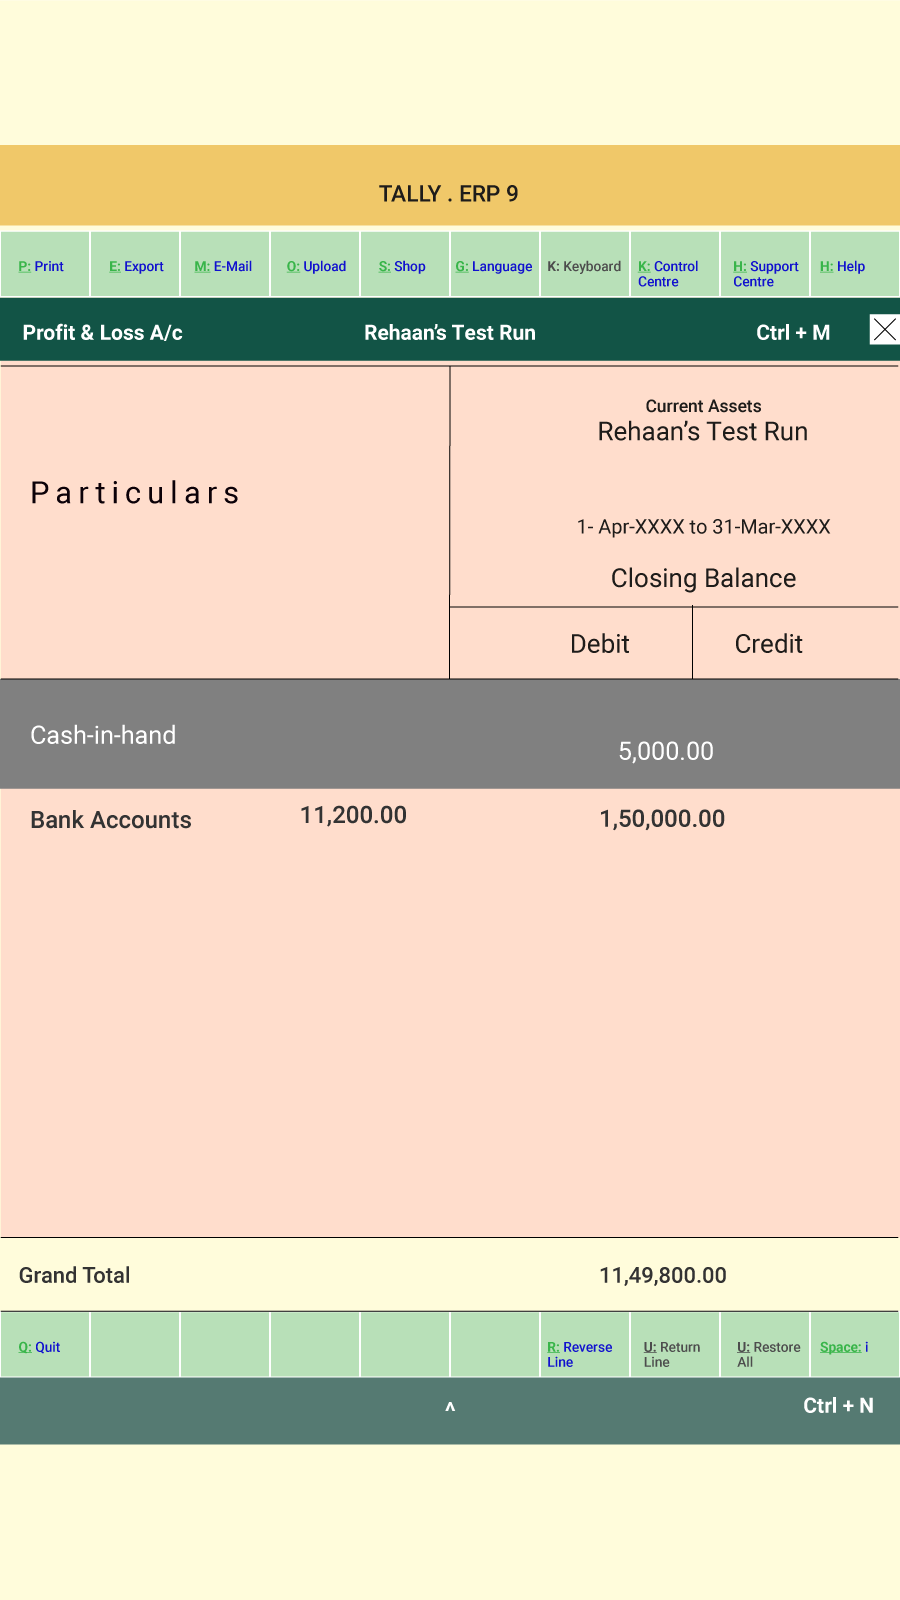 TALLY . ERP 9
P: Print E: Export M: E-Mail O: Upload S: Shop G: Language K: Keyboard K: Control Centre H: Support Centre H: Help
Profit & Loss A/c Rehaan's Test Run Ctrl + M
Current Assets
Rehaan's Test Run
Particulars
1- Apr-XXXX to 31-Mar-XXXX
Closing Balance
Debit Credit
Cash-in-hand 5,000.00
Bank Accounts 11,200.00 1,50,000.00
Grand Total 11,49,800.00
Q: Quit R: Reverse Line U: Return Line U: Restore All Space: i
^ Ctrl + N